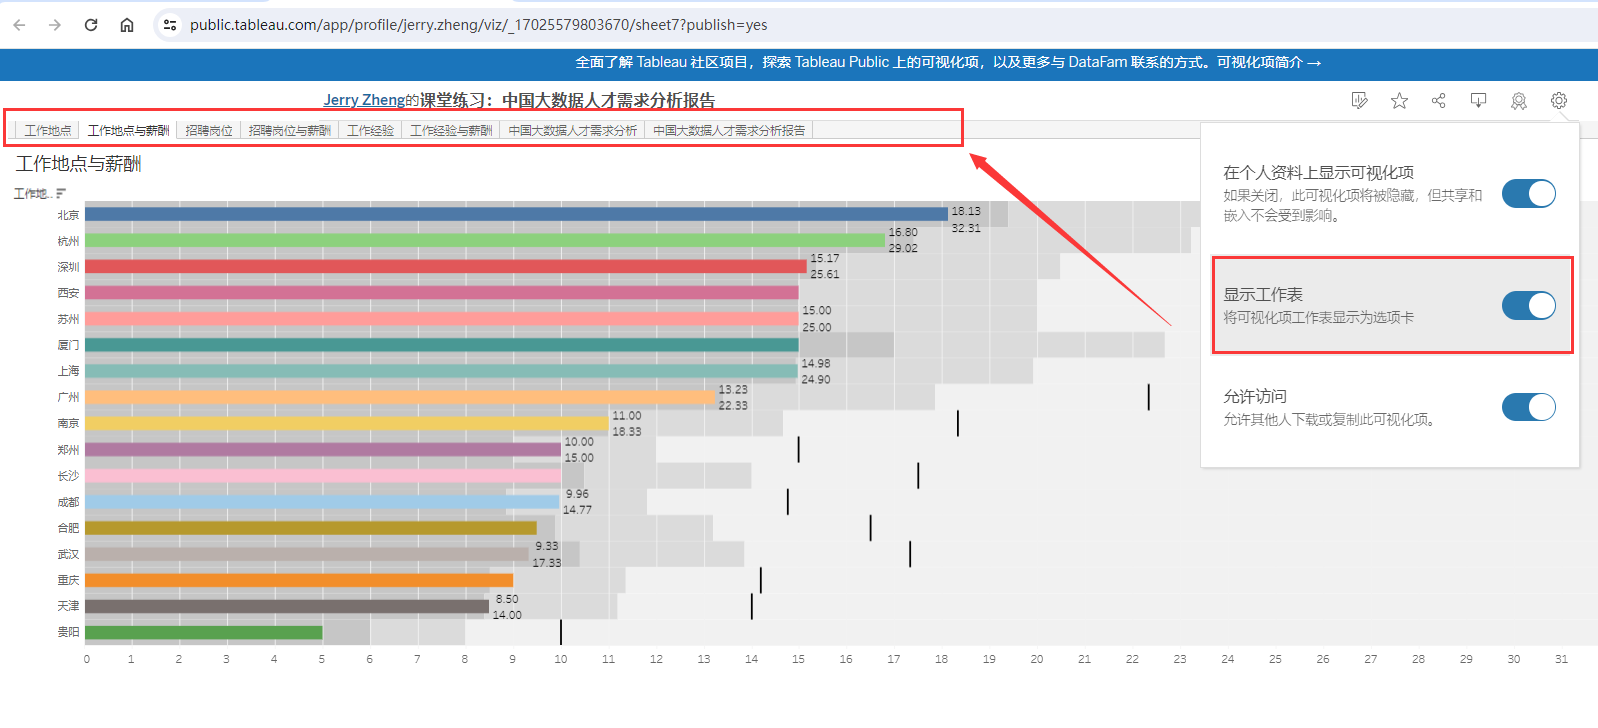 public.tableau.com/app/profile/jerry.zheng/viz/_17025579803670/sheet7?publish=yes
全面了解 Tableau 社区项目，探索 Tableau Public 上的可视化项，以及更多与 DataFam 联系的方式。可视化项简介 →
Jerry Zheng的课堂练习：中国大数据人才需求分析报告
工作地点 工作地点与薪酬 招聘岗位 招聘岗位与薪酬 工作经验 工作经验与薪酬 中国大数据人才需求分析 中国大数据人才需求分析报告
工作地点与薪酬
工作地..
在个人资料上显示可视化项
如果关闭，此可视化项将被隐藏，但共享和
嵌入不会受到影响。
显示工作表
将可视化项工作表显示为选项卡
允许访问
允许其他人下载或复制此可视化项。
北京 18.13
32.31
杭州 16.80
29.02
深圳 15.17
25.61
西安
苏州 15.00
25.00
厦门
上海 14.98
24.90
广州 13.23
22.33
南京 11.00
18.33
郑州 10.00
15.00
长沙
成都 9.96
14.77
合肥
武汉 9.33
17.33
重庆
天津 8.50
14.00
贵阳
0 1 2 3 4 5 6 7 8 9 10 11 12 13 14 15 16 17 18 19 20 21 22 23 24 25 26 27 28 29 30 31